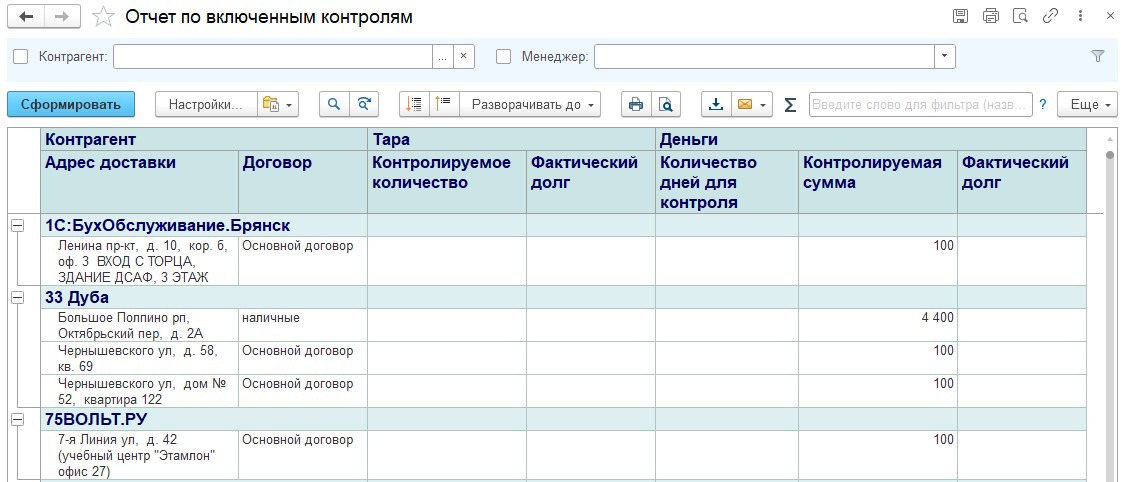 Отчет по включенным контролям
Контрагент:
...
×
Менеджер:
Сформировать
Настройки...
Разворачивать до
Σ
Введите слово для фильтра (назв...
?
Еще
Контрагент Тара Деньги
Адрес доставки Договор Контролируемое Фактический Количество Контролируемая Фактический
количество долг дней для сумма долг
контроля
1С:БухОбслуживание.Брянск
Ленина пр-кт, д. 10, кор. 6, Основной договор 100
оф. 3 ВХОД С ТОРЦА,
ЗДАНИЕ ДСАФ, 3 ЭТАЖ
33 Дуба
Большое Полпино рп, наличные 4 400
Октябрьский пер, д. 2А
Чернышевского ул, д. 58, Основной договор 100
кв. 69
Чернышевского ул, дом № Основной договор 100
52, квартира 122
75ВОЛЬТ.РУ
7-я Линия ул, д. 42 Основной договор 100
(учебный центр "Этамлон"
офис 27)